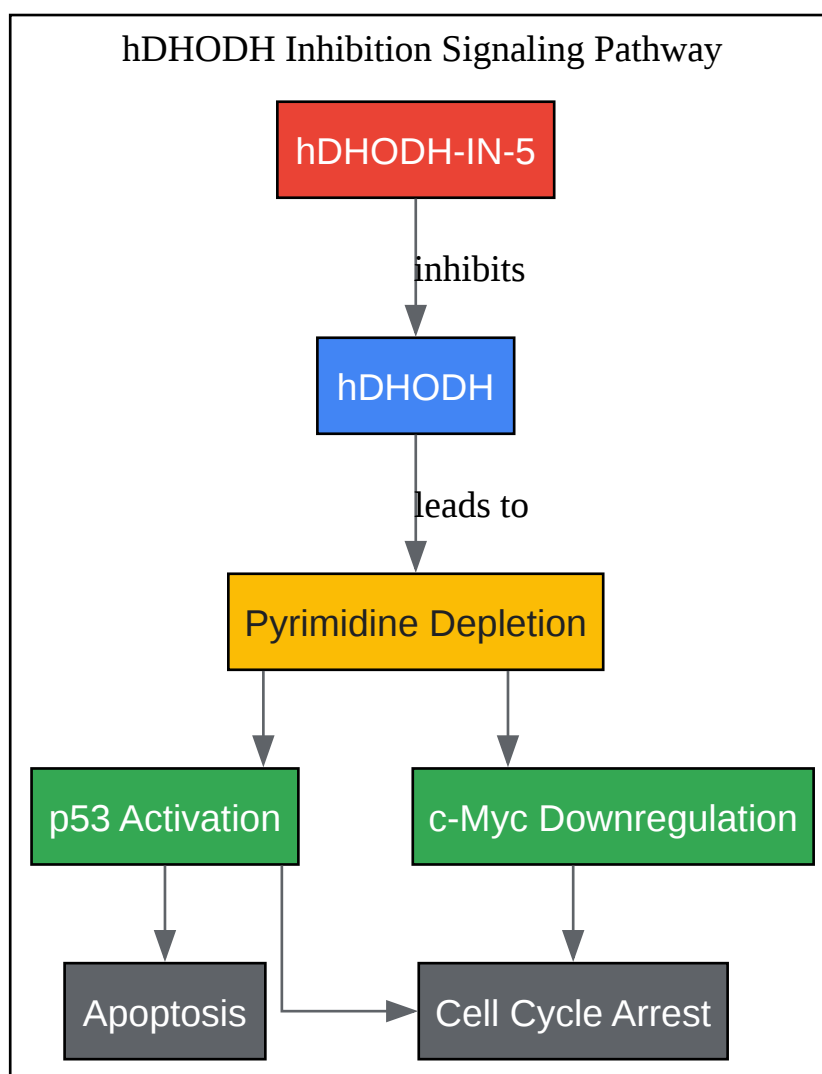 hDHODH Inhibition Signaling Pathway
hDHODH-IN-5
inhibits
hDHODH
leads to
Pyrimidine Depletion
p53 Activation
c-Myc Downregulation
Apoptosis
Cell Cycle Arrest